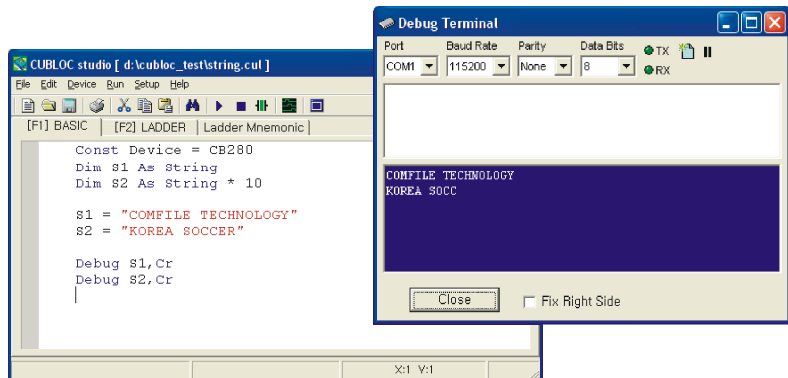 CUBLOC studio [ d:\cubloc_test\string.cul ]
File Edit Device Run Setup Help
[F1] BASIC [F2] LADDER Ladder Mnemonic
Const Device = CB280
Dim S1 As String
Dim S2 As String * 10
S1 = "COMFILE TECHNOLOGY"
S2 = "KOREA SOCCER"
Debug S1,Cr
Debug S2,Cr
X:1 Y:1
Debug Terminal
Port Baud Rate Parity Data Bits TX
COM1 115200 None 8 RX
COMFILE TECHNOLOGY
KOREA SOCC
Close Fix Right Side